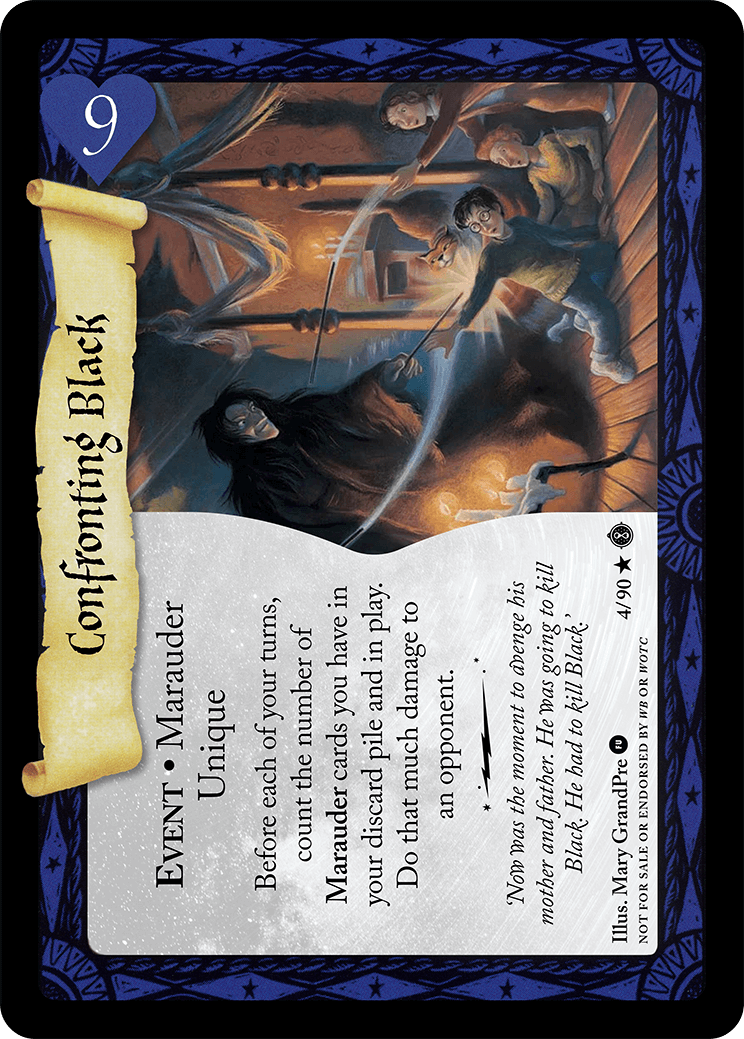 9
Confronting Black
EVENT • Marauder
Unique
Before each of your turns,
count the number of
Marauder cards you have in
your discard pile and in play.
Do that much damage to
an opponent.
'Now was the moment to avenge his
mother and father. He was going to kill
Black. He had to kill Black.'
Illus. Mary GrandPre FU 4/90 ★
NOT FOR SALE OR ENDORSED BY WB OR WOTC